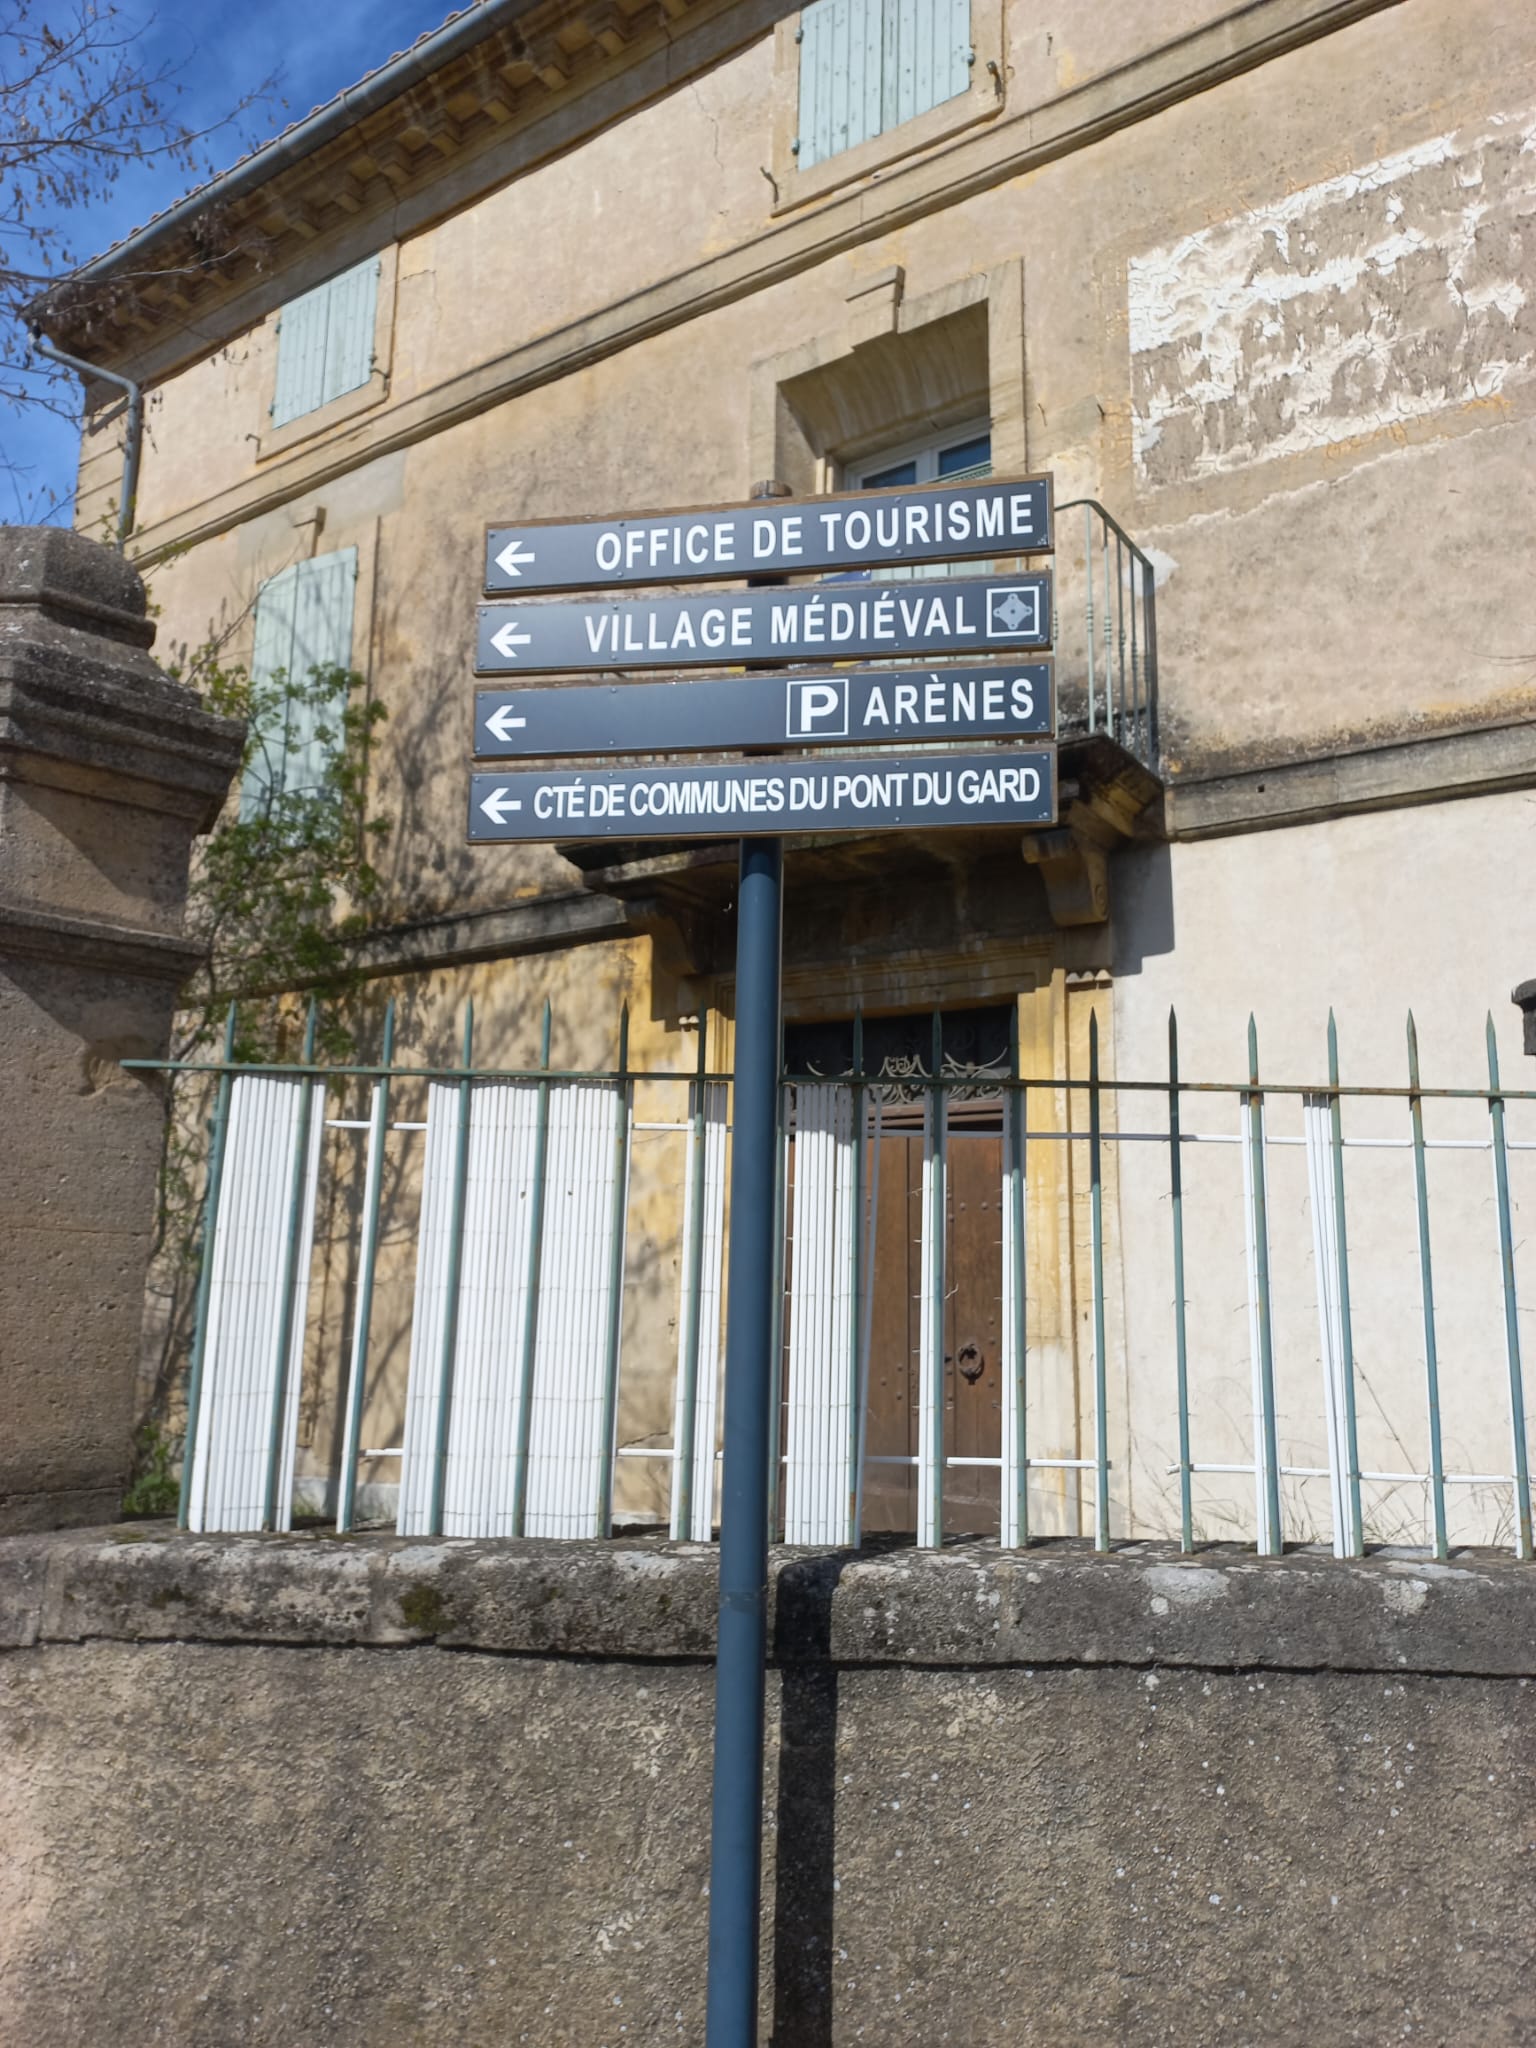 OFFICE DE TOURISME
VILLAGE MÉDIÉVAL
P ARÈNES
CTÉ DE COMMUNES DU PONT DU GARD